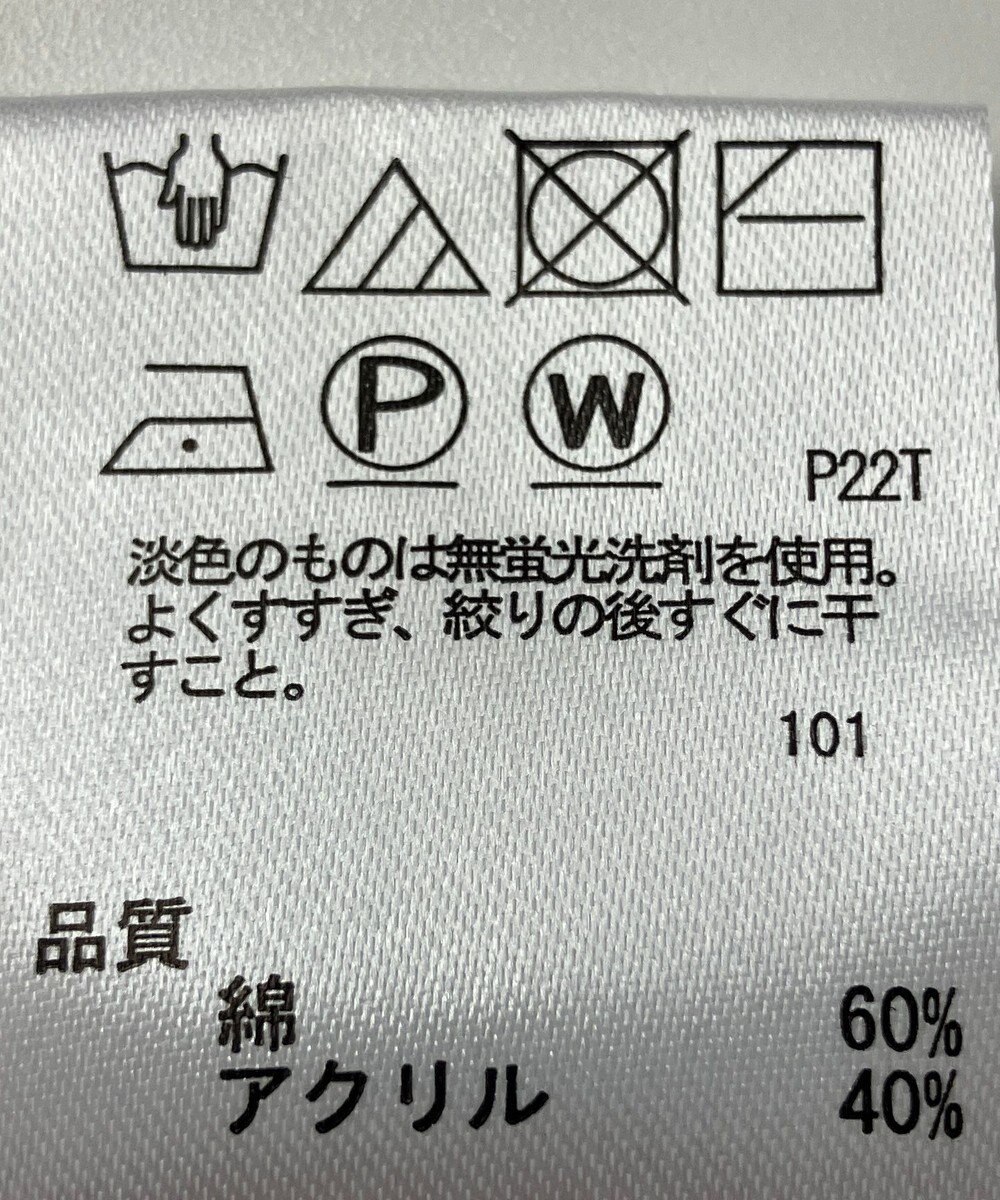 P W
P22T
淡色のものは無蛍光洗剤を使用。
よくすすぎ、絞りの後すぐに干
すこと。
101
品質
綿 60%
アクリル 40%